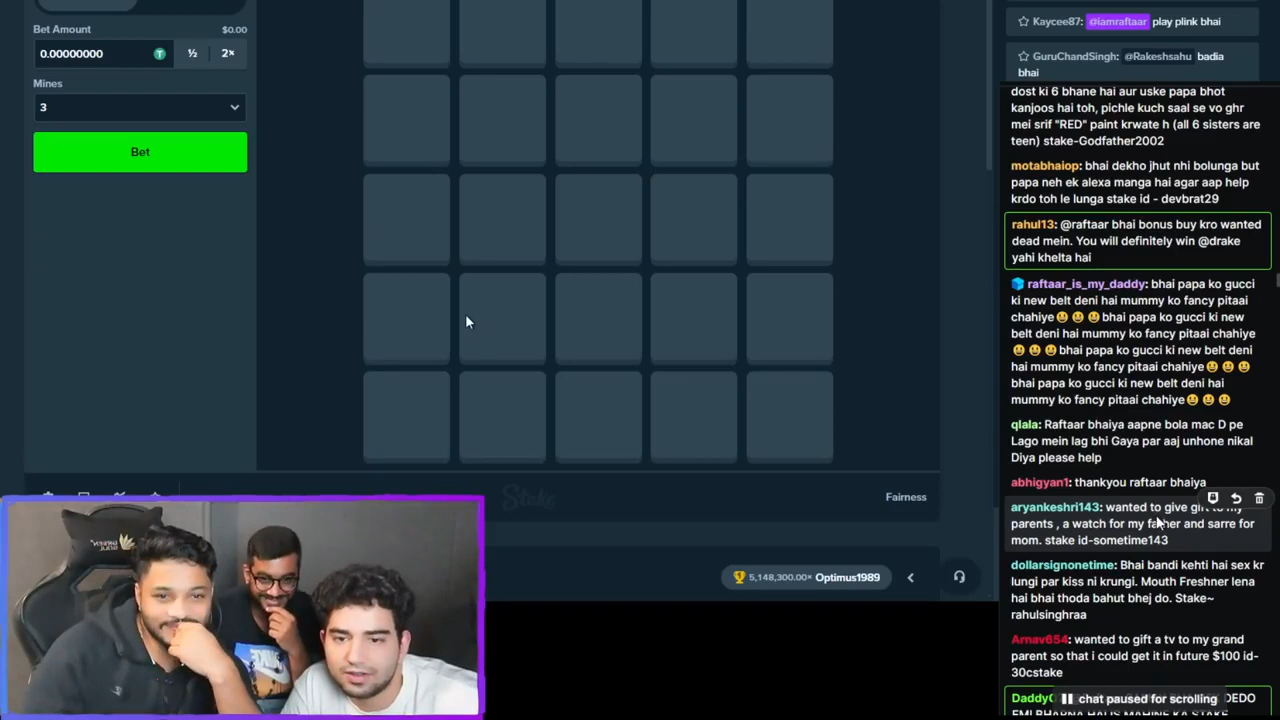 Bet Amount
$0.00
0.00000000
½
2×
Mines
3
Bet
Stake
Fairness
5,148,300.00× Optimus1989
Kaycee87: @iamraftaar play plink bhai
GuruChandSingh: @Rakeshsahu badia
bhai
dost ki 6 bhane hai aur uske papa bhot
kanjoos hai toh, pichle kuch saal se vo ghr
mei srif "RED" paint krwate h (all 6 sisters are
teen) stake-Godfather2002
motabhaiop: bhai dekho jhut nhi bolunga but
papa neh ek alexa manga hai agar aap help
krdo toh le lunga stake id - devbrat29
rahul13: @raftaar bhai bonus buy kro wanted
dead mein. You will definitely win @drake
yahi khelta hai
raftaar_is_my_daddy: bhai papa ko gucci
ki new belt deni hai mummy ko fancy pitaai
chahiye😃😃😃bhai papa ko gucci ki new
belt deni hai mummy ko fancy pitaai chahiye
😃😃😃bhai papa ko gucci ki new belt deni
hai mummy ko fancy pitaai chahiye😃😃😃
bhai papa ko gucci ki new belt deni hai
mummy ko fancy pitaai chahiye😃😃😃
qlala: Raftaar bhaiya aapne bola mac D pe
Lago mein lag bhi Gaya par aaj unhone nikal
Diya please help
abhigyan1: thankyou raftaar bhaiya
aryankeshri143: wanted to give gift to my
parents , a watch for my father and sarre for
mom. stake id-sometime143
dollarsignonetime: Bhai bandi kehti hai sex kr
lungi par kiss ni krungi. Mouth Freshner lena
hai bhai thoda bahut bhej do. Stake~
rahulsinghraa
Arnav654: wanted to gift a tv to my grand
parent so that i could get it in future $100 id-
30cstake
chat paused for scrolling